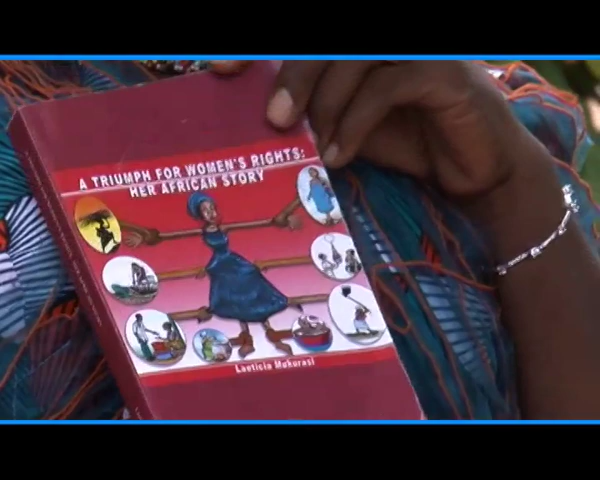 A TRIUMPH FOR WOMEN'S RIGHTS:
HER AFRICAN STORY
Laeticia Mukurasi